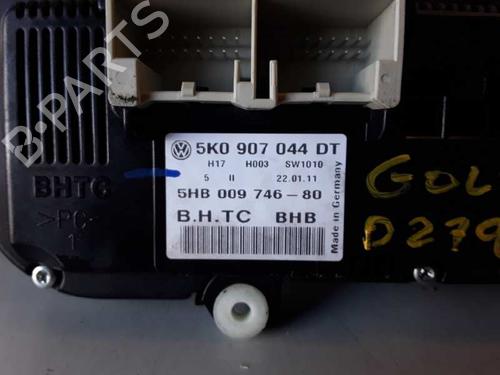 5K0 907 044 DT
H17 H003 SW1010
5 II 22.01.11
5HB 009 746-80
B.H.TC BHB
Made in Germany
BHTC
>PC<
1
GOL
D279
B-PARTS